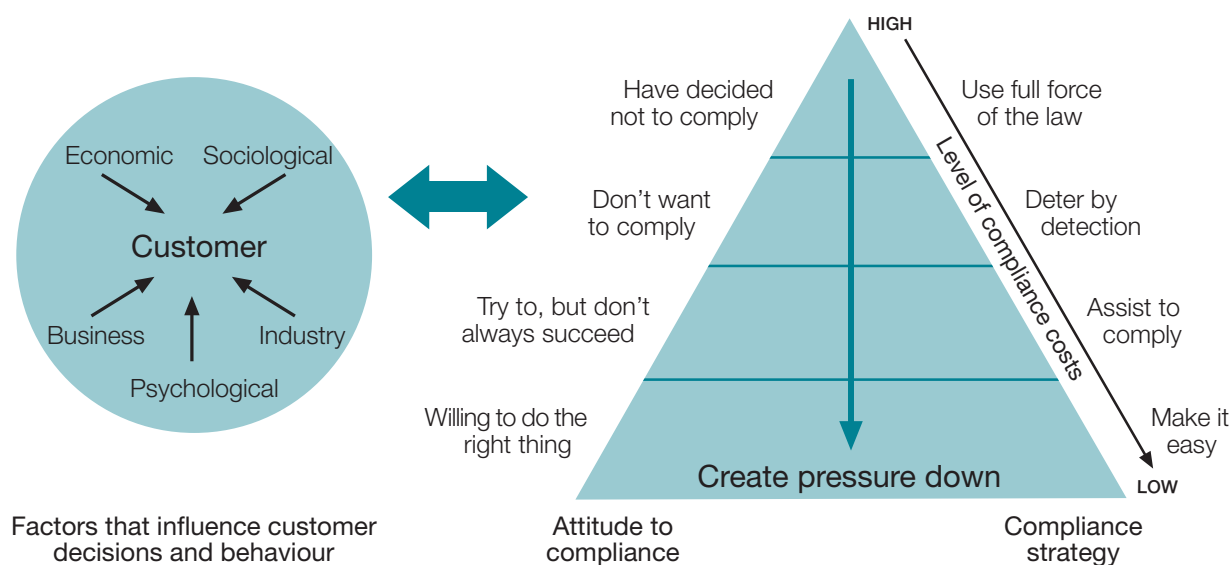 Economic
Sociological
Customer
Business
Industry
Psychological
Factors that influence customer
decisions and behaviour
HIGH
Have decided
not to comply
Use full force
of the law
Don't want
to comply
Deter by
detection
Try to, but don't
always succeed
Assist to
comply
Willing to do the
right thing
Make it
easy
Level of compliance costs
Create pressure down
LOW
Attitude to
compliance
Compliance
strategy